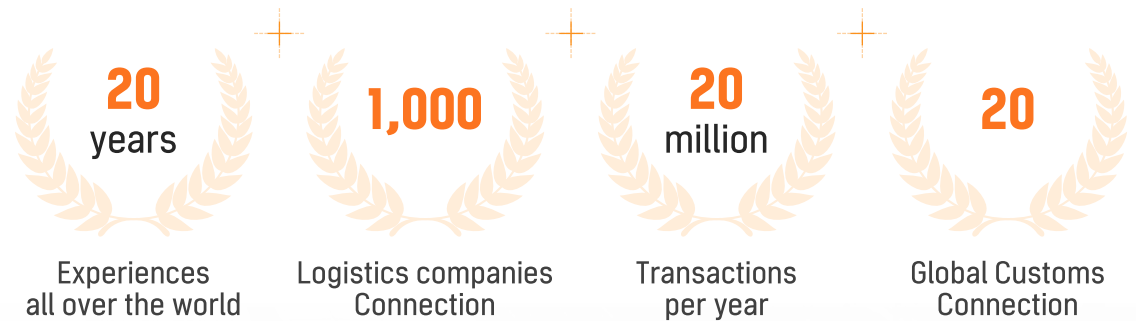 20
years
Experiences
all over the world
1,000
Logistics companies
Connection
20
million
Transactions
per year
20
Global Customs
Connection